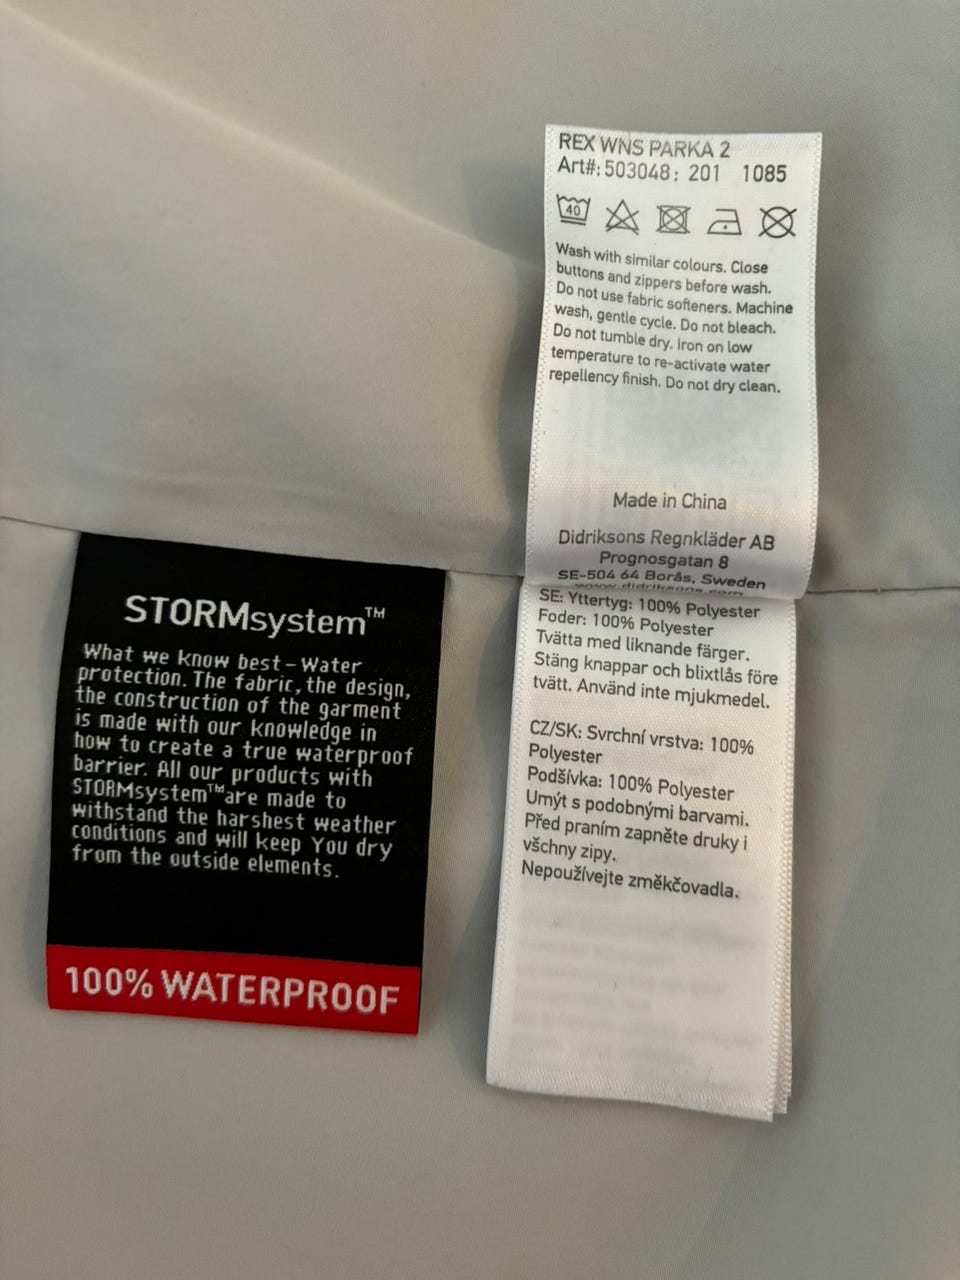 REX WNS PARKA 2
Art#: 503048: 201 1085
40
Wash with similar colours. Close
buttons and zippers before wash.
Do not use fabric softeners. Machine
wash, gentle cycle. Do not bleach.
Do not tumble dry. Iron on low
temperature to re-activate water
repellency finish. Do not dry clean.
Made in China
Didriksons Regnkläder AB
Prognosgatan 8
SE-504 64 Borås, Sweden
www.didriksons.com
SE: Yttertyg: 100% Polyester
Foder: 100% Polyester
Tvätta med liknande färger.
Stäng knappar och blixtlås före
tvätt. Använd inte mjukmedel.
CZ/SK: Svrchní vrstva: 100%
Polyester
Podšívka: 100% Polyester
Umýt s podobnými barvami.
Před praním zapněte druky i
všchny zipy.
Nepoužívejte změkčovadla.
STORMsystem™
What we know best – Water
protection. The fabric, the design,
the construction of the garment
is made with our knowledge in
how to create a true waterproof
barrier. All our products with
STORMsystem™ are made to
withstand the harshest weather
conditions and will keep You dry
from the outside elements.
100% WATERPROOF